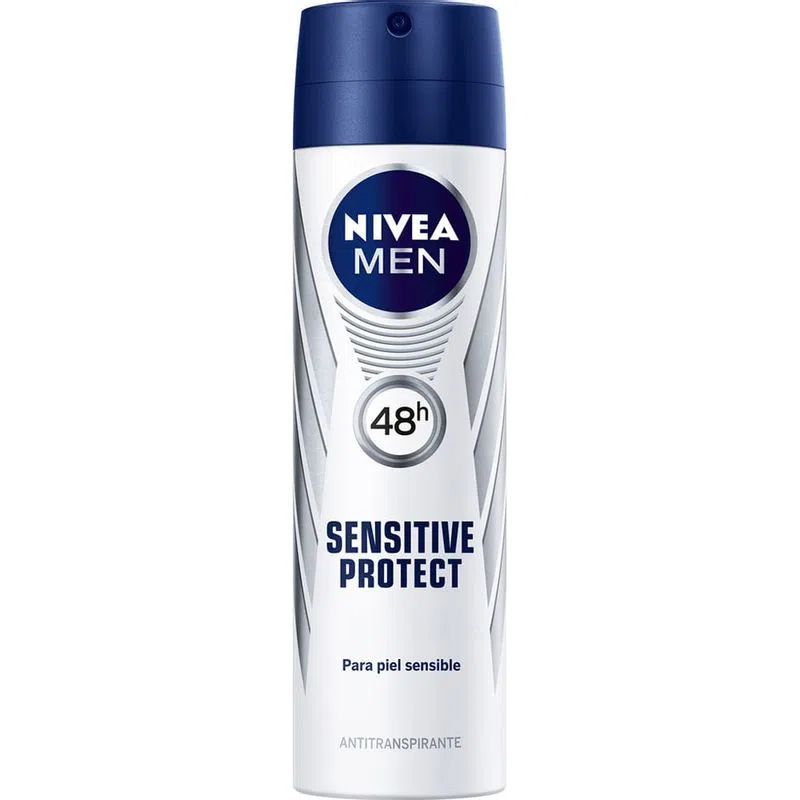 NIVEA
MEN
48h
SENSITIVE
PROTECT
Para piel sensible
ANTITRANSPIRANTE